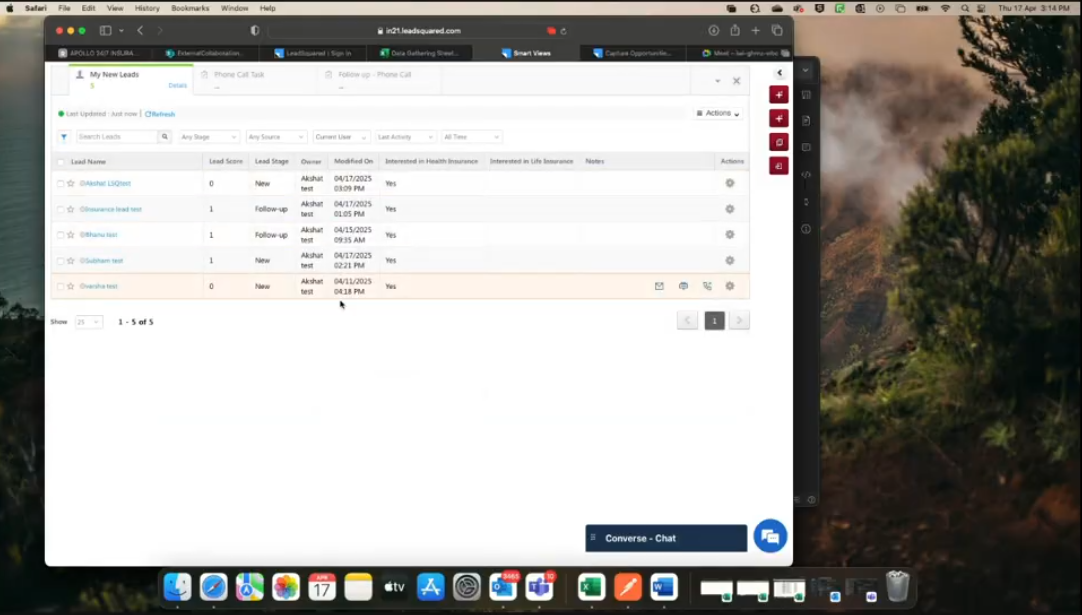 Safari File Edit View History Bookmarks Window Help
Thu 17 Apr 3:14 PM
in21.leadsquared.com
APOLLO 3407 INSURA...
ExternalCollaboration...
LeadSquared | Sign in
Data Gathering Sheet...
Smart Views
Capture Opportunitie...
My New Leads
Phone Call Task
Follow-up - Phone Call
5
Details
--
--
Last Updated : Just now | Refresh
Actions
Search Leads
Any Stage
Any Source
Current User
Last Activity
All Time
Lead Name Lead Score Lead Stage Owner Modified On Interested in Health Insurance Interested in Life Insurance Notes Actions
Akshat LSQtest 0 New Akshat test 04/17/2025 03:09 PM Yes
Insurance lead test 1 Follow-up Akshat test 04/17/2025 01:05 PM Yes
Bhanu test 1 Follow-up Akshat test 04/15/2025 09:35 AM Yes
Subham test 1 New Akshat test 04/17/2025 02:21 PM Yes
varsha test 0 New Akshat test 04/11/2025 04:18 PM Yes
Show 25 1 - 5 of 5
1
Converse - Chat
APR
17
tv
3465
10